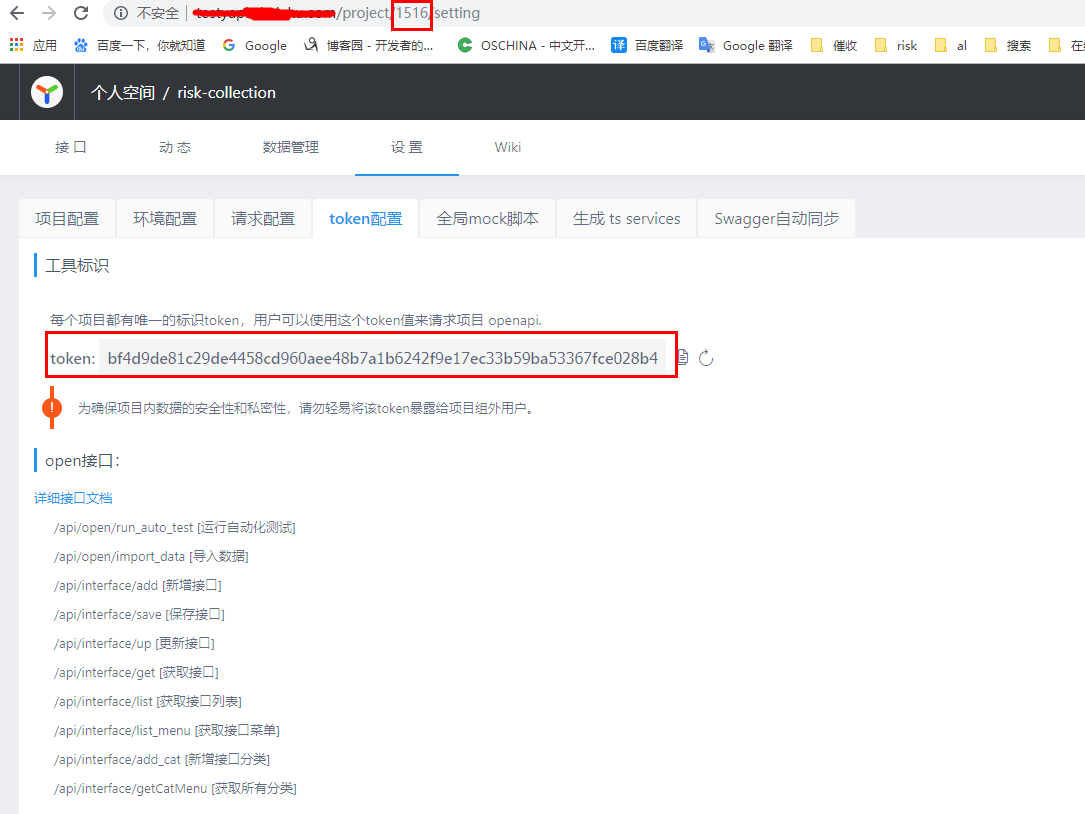 不安全 /project/1516/setting
应用 百度一下，你就知道 Google 博客园 - 开发者的... OSCHINA - 中文开... 百度翻译 Google 翻译 催收 risk al 搜索
个人空间 / risk-collection
接 口 动 态 数据管理 设 置 Wiki
项目配置 环境配置 请求配置 token配置 全局mock脚本 生成 ts services Swagger自动同步
工具标识
每个项目都有唯一的标识token，用户可以使用这个token值来请求项目 openapi.
token: bf4d9de81c29de4458cd960aee48b7a1b6242f9e17ec33b59ba53367fce028b4
为确保项目内数据的安全性和私密性，请勿轻易将该token暴露给项目组外用户。
open接口：
详细接口文档
/api/open/run_auto_test [运行自动化测试]
/api/open/import_data [导入数据]
/api/interface/add [新增接口]
/api/interface/save [保存接口]
/api/interface/up [更新接口]
/api/interface/get [获取接口]
/api/interface/list [获取接口列表]
/api/interface/list_menu [获取接口菜单]
/api/interface/add_cat [新增接口分类]
/api/interface/getCatMenu [获取所有分类]